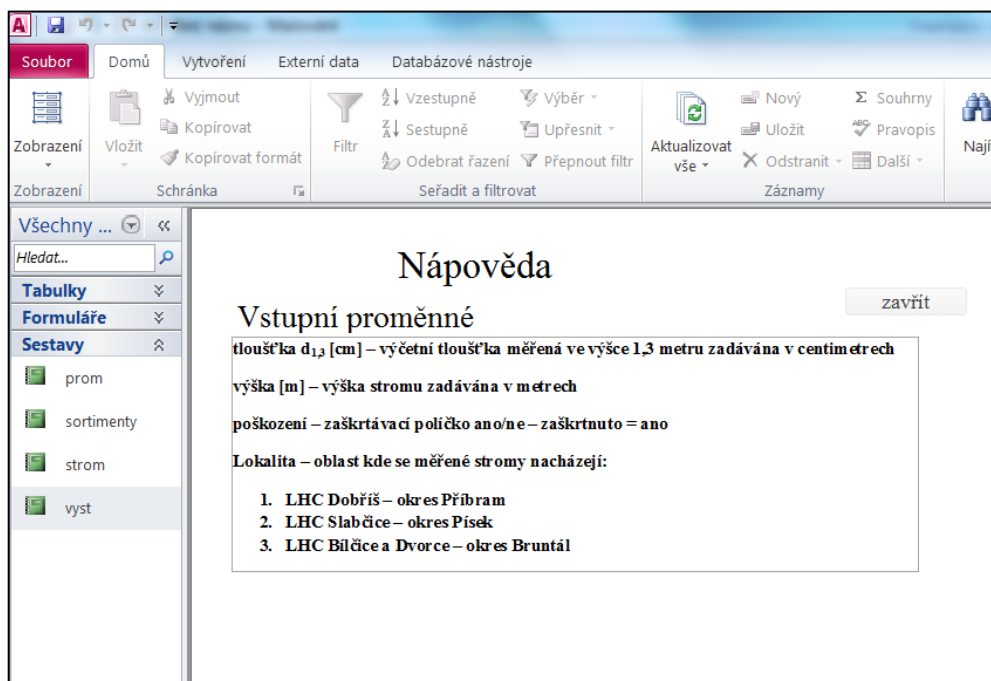 A
Soubor Domů Vytvoření Externí data Databázové nástroje
Zobrazení
Vložit
Vyjmout
Kopírovat
Kopírovat formát
Filtr
Vzestupně
Sestupně
Odebrat řazení
Výběr
Upřesnit
Přepnout filtr
Aktualizovat
vše
Nový
Uložit
Odstranit
Souhrny
Pravopis
Další
Nají
Zobrazení Schránka Seřadit a filtrovat Záznamy
Všechny ...
Hledat...
Tabulky
Formuláře
Sestavy
prom
sortimenty
strom
vyst
Nápověda
zavřít
Vstupní proměnné
tloušťka d1,3 [cm] – výčetní tloušťka měřená ve výšce 1,3 metru zadávána v centimetrech
výška [m] – výška stromu zadávána v metrech
poškození – zaškrtávací políčko ano/ne – zaškrtnuto = ano
Lokalita – oblast kde se měřené stromy nacházejí:
1. LHC Dobříš – okres Příbram
2. LHC Slabčice – okres Písek
3. LHC Bílčice a Dvorce – okres Bruntál